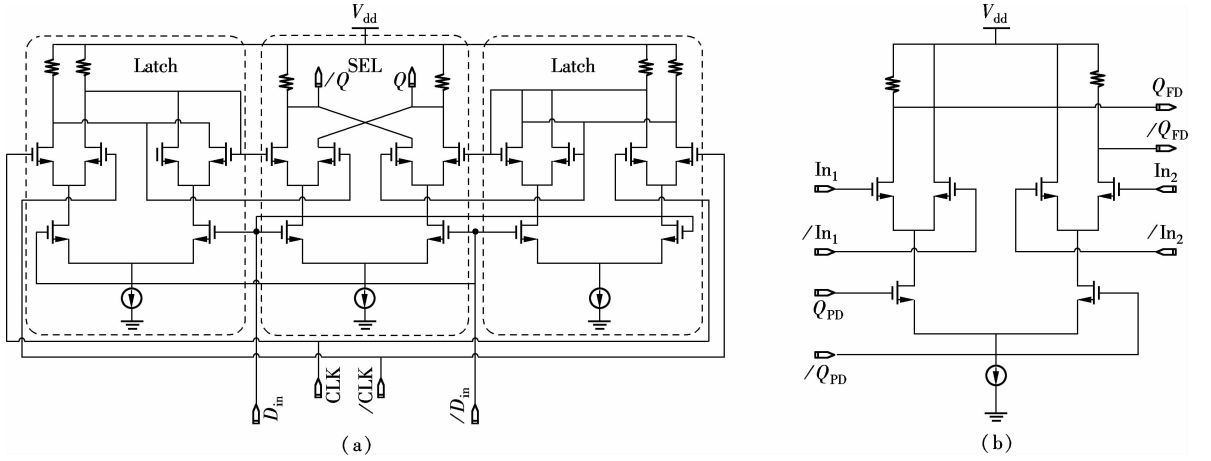 Vdd
Latch
SEL
/Q
Q
Latch
CLK
/CLK
Din
/Din
(a)
Vdd
QFD
/QFD
In1
In2
/In1
/In2
QPD
/QPD
(b)